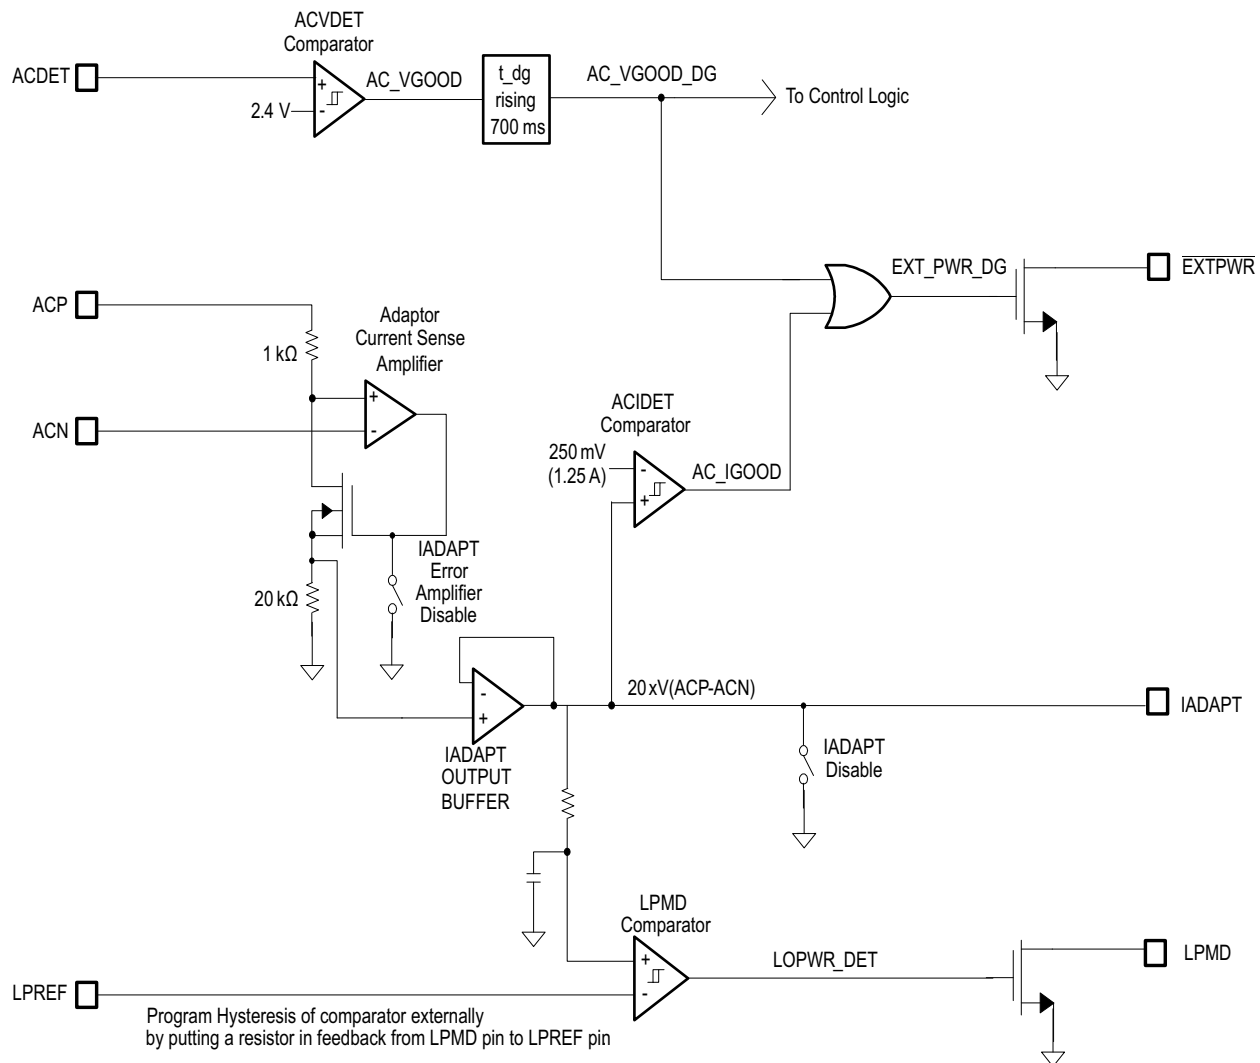 ACVDET
Comparator
ACDET
+
-
2.4 V
AC_VGOOD
t_dg
rising
700 ms
AC_VGOOD_DG
To Control Logic
EXT_PWR_DG
EXTPWR
ACP
1 kΩ
Adaptor
Current Sense
Amplifier
+
-
ACN
ACIDET
Comparator
250 mV
(1.25 A)
-
+
AC_IGOOD
IADAPT
Error
Amplifier
Disable
20 kΩ
-
+
IADAPT
OUTPUT
BUFFER
20 xV(ACP-ACN)
IADAPT
IADAPT
Disable
LPMD
Comparator
+
-
LOPWR_DET
LPMD
LPREF
Program Hysteresis of comparator externally
by putting a resistor in feedback from LPMD pin to LPREF pin